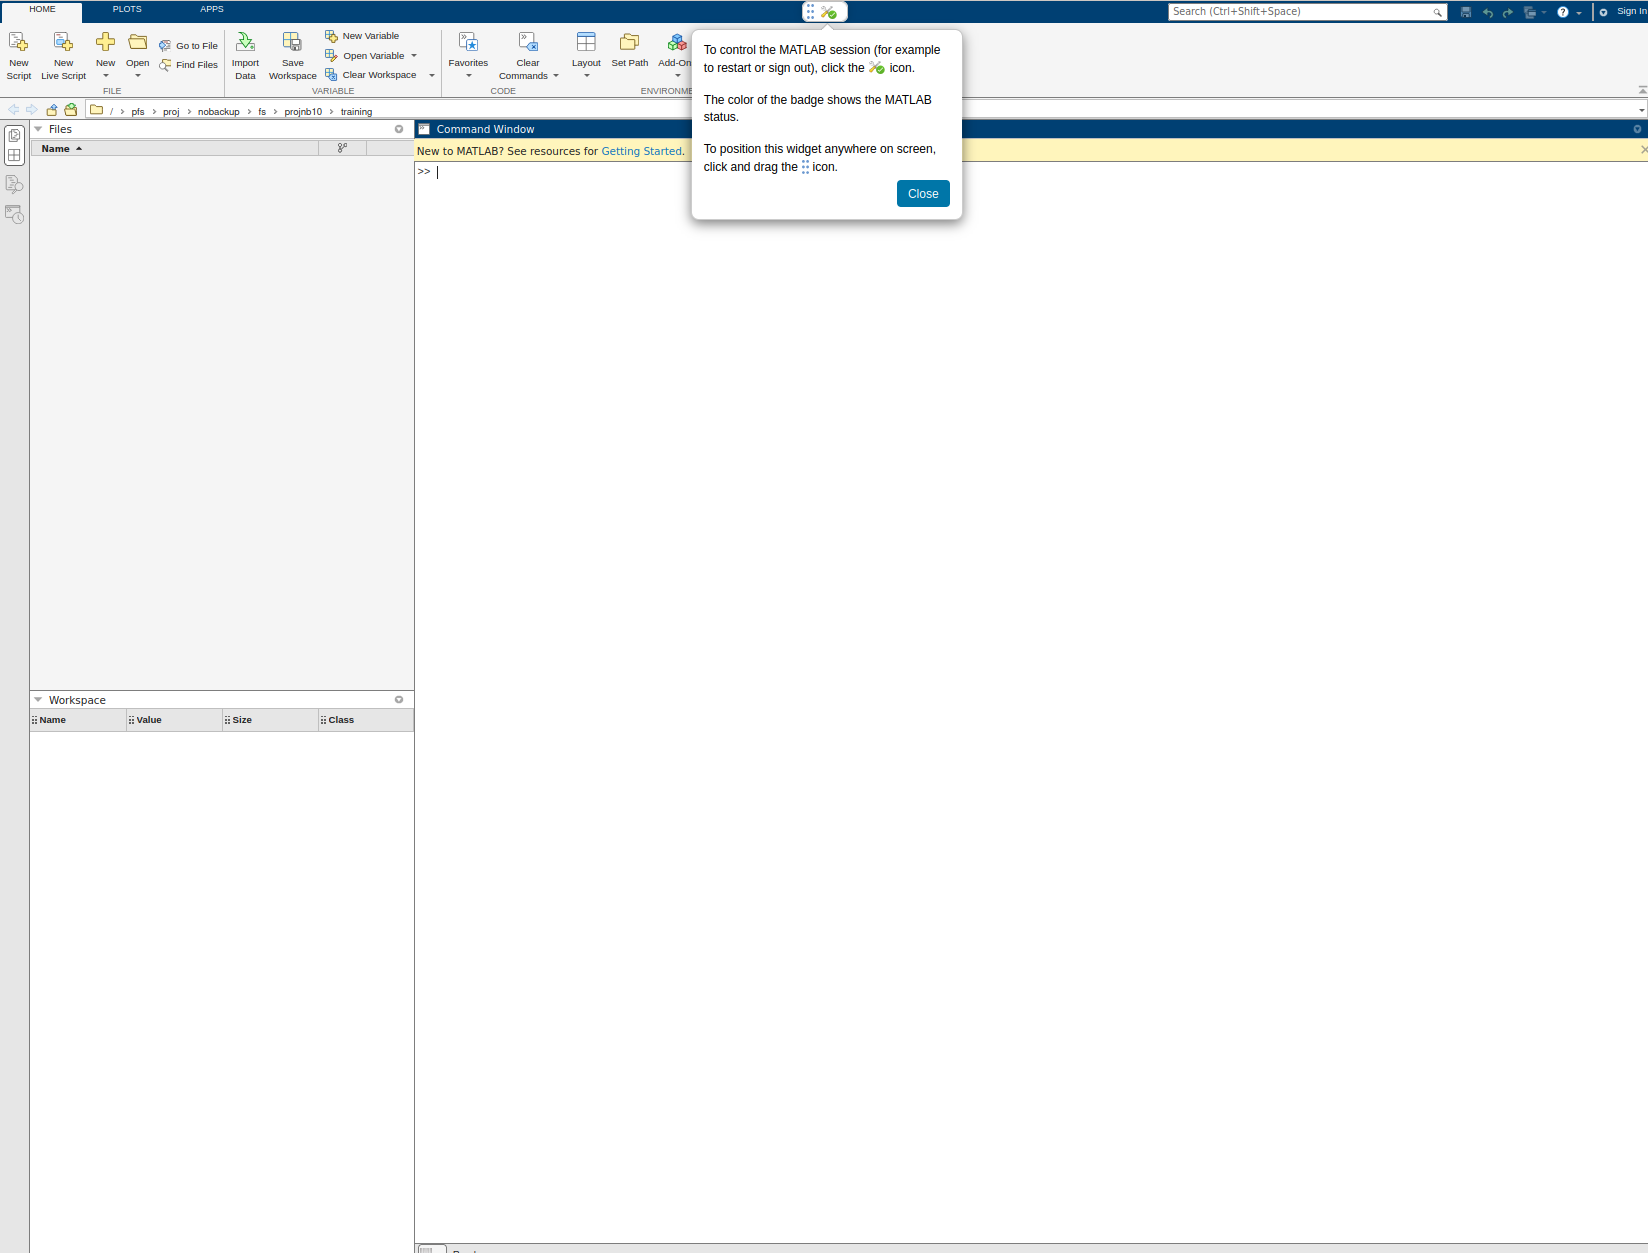 HOME PLOTS APPS
Search (Ctrl+Shift+Space)
Sign In
New Script
New Live Script
New
Open
Go to File
Find Files
FILE
Import Data
Save Workspace
New Variable
Open Variable
Clear Workspace
VARIABLE
Favorites
Clear Commands
CODE
Layout
Set Path
Add-On
ENVIRONME
To control the MATLAB session (for example
to restart or sign out), click the icon.
The color of the badge shows the MATLAB
status.
To position this widget anywhere on screen,
click and drag the icon.
Close
/ › pfs › proj › nobackup › fs › projnb10 › training
Files
Name
Command Window
New to MATLAB? See resources for Getting Started.
>>
Workspace
Name Value Size Class